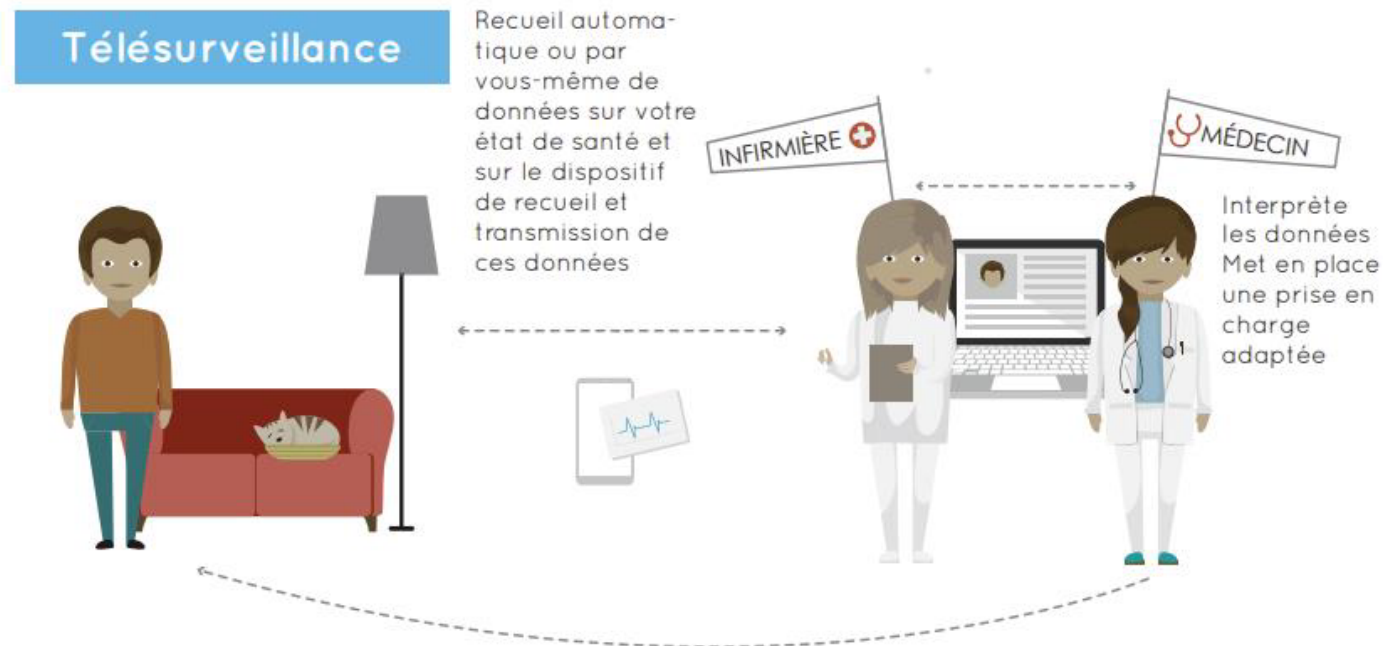 Télésurveillance
Recueil automa-
tique ou par
vous-même de
données sur votre
état de santé et
sur le dispositif
de recueil et
transmission de
ces données
INFIRMIÈRE
MÉDECIN
Interprète
les données
Met en place
une prise en
charge
adaptée